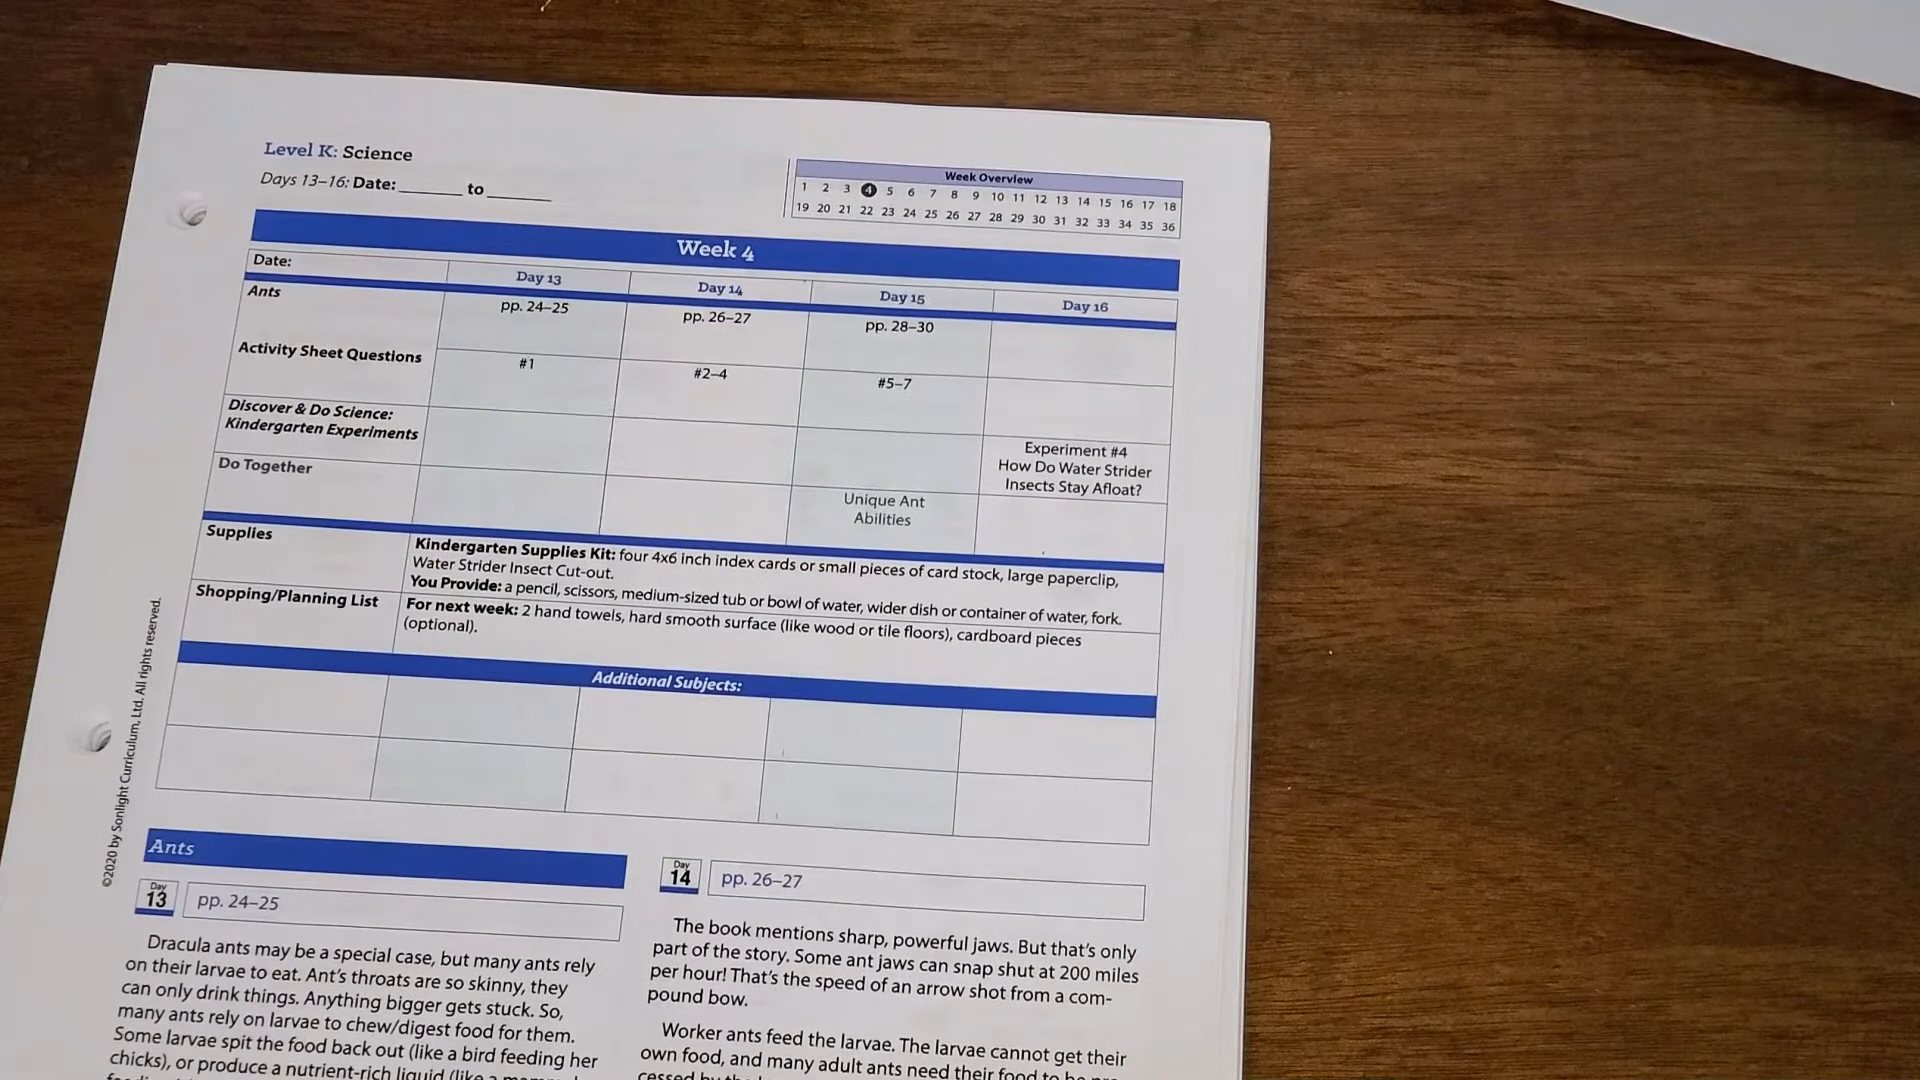 Level K: Science
Days 13–16: Date: ________ to ________
Week Overview
1 2 3 4 5 6 7 8 9 10 11 12 13 14 15 16 17 18
19 20 21 22 23 24 25 26 27 28 29 30 31 32 33 34 35 36
Week 4
Date: Day 13 Day 14 Day 15 Day 16
Ants pp. 24–25 pp. 26–27 pp. 28–30
Activity Sheet Questions #1 #2–4 #5–7
Discover & Do Science:
Kindergarten Experiments
Experiment #4
How Do Water Strider
Insects Stay Afloat?
Do Together
Unique Ant
Abilities
Supplies
Kindergarten Supplies Kit: four 4x6 inch index cards or small pieces of card stock, large paperclip,
Water Strider Insect Cut-out.
You Provide: a pencil, scissors, medium-sized tub or bowl of water, wider dish or container of water, fork.
Shopping/Planning List
For next week: 2 hand towels, hard smooth surface (like wood or tile floors), cardboard pieces
(optional).
Additional Subjects:
©2020 by Sonlight Curriculum, Ltd. All rights reserved.
Ants
Day
13
pp. 24–25
Dracula ants may be a special case, but many ants rely
on their larvae to eat. Ant's throats are so skinny, they
can only drink things. Anything bigger gets stuck. So,
many ants rely on larvae to chew/digest food for them.
Some larvae spit the food back out (like a bird feeding her
chicks), or produce a nutrient-rich liquid (like a
Day
14
pp. 26–27
The book mentions sharp, powerful jaws. But that's only
part of the story. Some ant jaws can snap shut at 200 miles
per hour! That's the speed of an arrow shot from a com-
pound bow.
Worker ants feed the larvae. The larvae cannot get their
own food, and many adult ants need their food to be